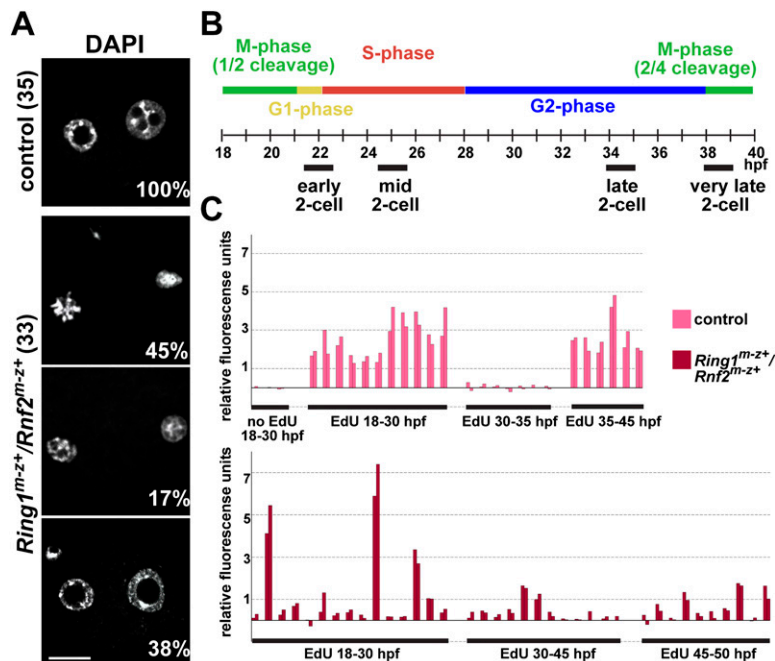 A
DAPI
control (35)
100%
Ring1m-z+/Rnf2m-z+ (33)
45%
17%
38%
B
M-phase
(1/2 cleavage)
S-phase
M-phase
(2/4 cleavage)
G1-phase
G2-phase
18 20 22 24 26 28 30 32 34 36 38 40
hpf
early
2-cell
mid
2-cell
late
2-cell
very late
2-cell
C
relative fluorescense units
7
5
3
1
no EdU
18-30 hpf
EdU 18-30 hpf
EdU 30-35 hpf
EdU 35-45 hpf
control
Ring1m-z+/
Rnf2m-z+
relative fluorescense units
7
5
3
1
EdU 18-30 hpf
EdU 30-45 hpf
EdU 45-50 hpf